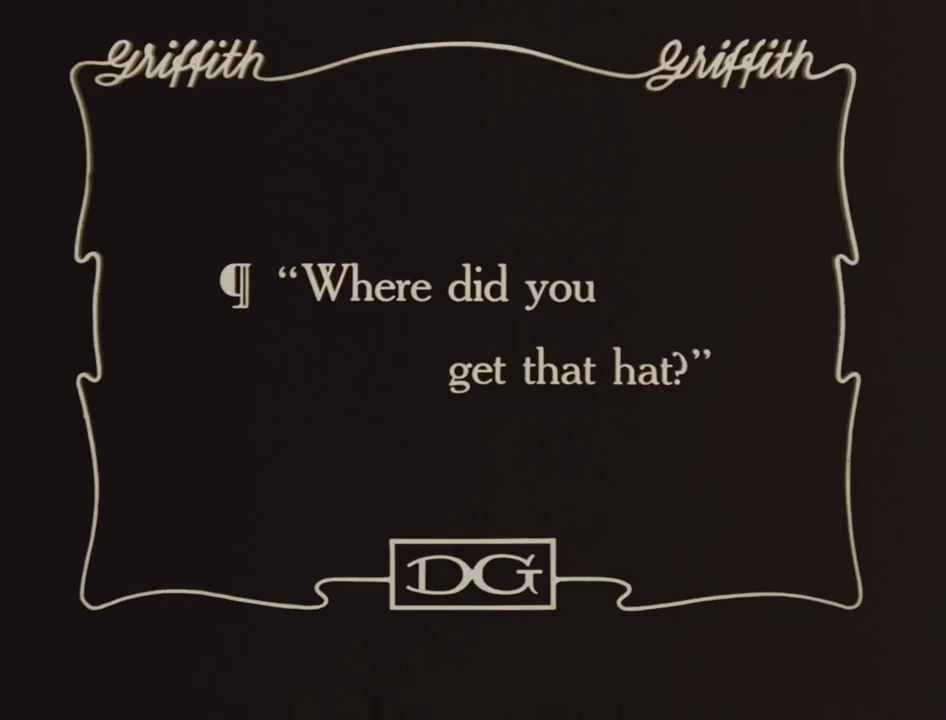 Griffith Griffith
¶ “Where did you
get that hat?”
DG